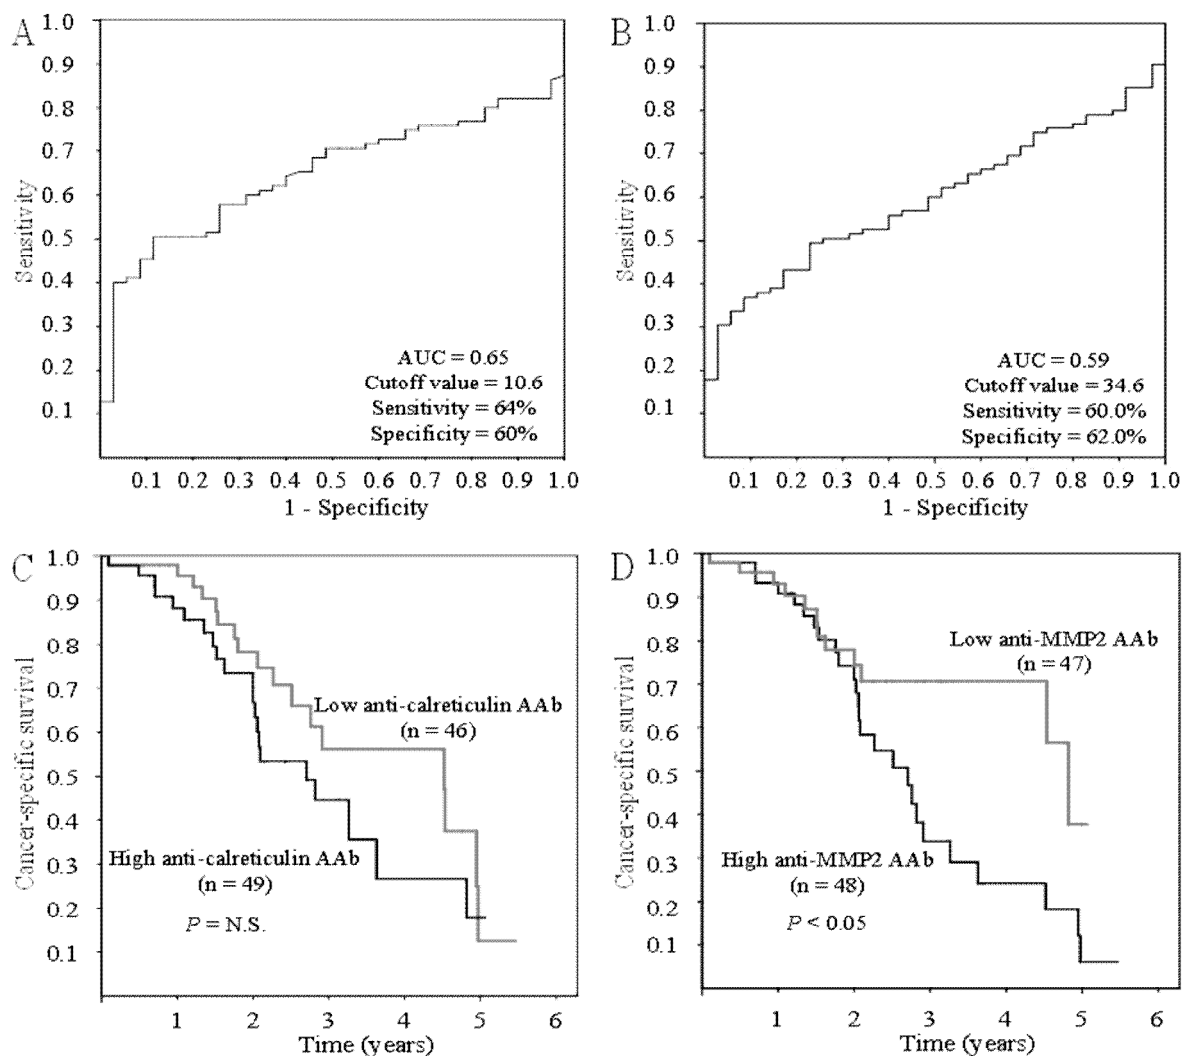 A
1.0
0.9
0.8
0.7
0.6
0.5
0.4
0.3
0.2
0.1
Sensitivity
AUC = 0.65
Cutoff value = 10.6
Sensitivity = 64%
Specificity = 60%
0.1 0.2 0.3 0.4 0.5 0.6 0.7 0.8 0.9 1.0
1 - Specificity
B
1.0
0.9
0.8
0.7
0.6
0.5
0.4
0.3
0.2
0.1
Sensitivity
AUC = 0.59
Cutoff value = 34.6
Sensitivity = 60.0%
Specificity = 62.0%
0.1 0.2 0.3 0.4 0.5 0.6 0.7 0.8 0.9 1.0
1 - Specificity
C
1.0
0.9
0.8
0.7
0.6
0.5
0.4
0.3
0.2
0.1
Cancer-specific survival
Low anti-calreticulin AAb
(n = 46)
High anti-calreticulin AAb
(n = 49)
P = N.S.
1 2 3 4 5 6
Time (years)
D
1.0
0.9
0.8
0.7
0.6
0.5
0.4
0.3
0.2
0.1
Cancer-specific survival
Low anti-MMP2 AAb
(n = 47)
High anti-MMP2 AAb
(n = 48)
P < 0.05
1 2 3 4 5 6
Time (years)